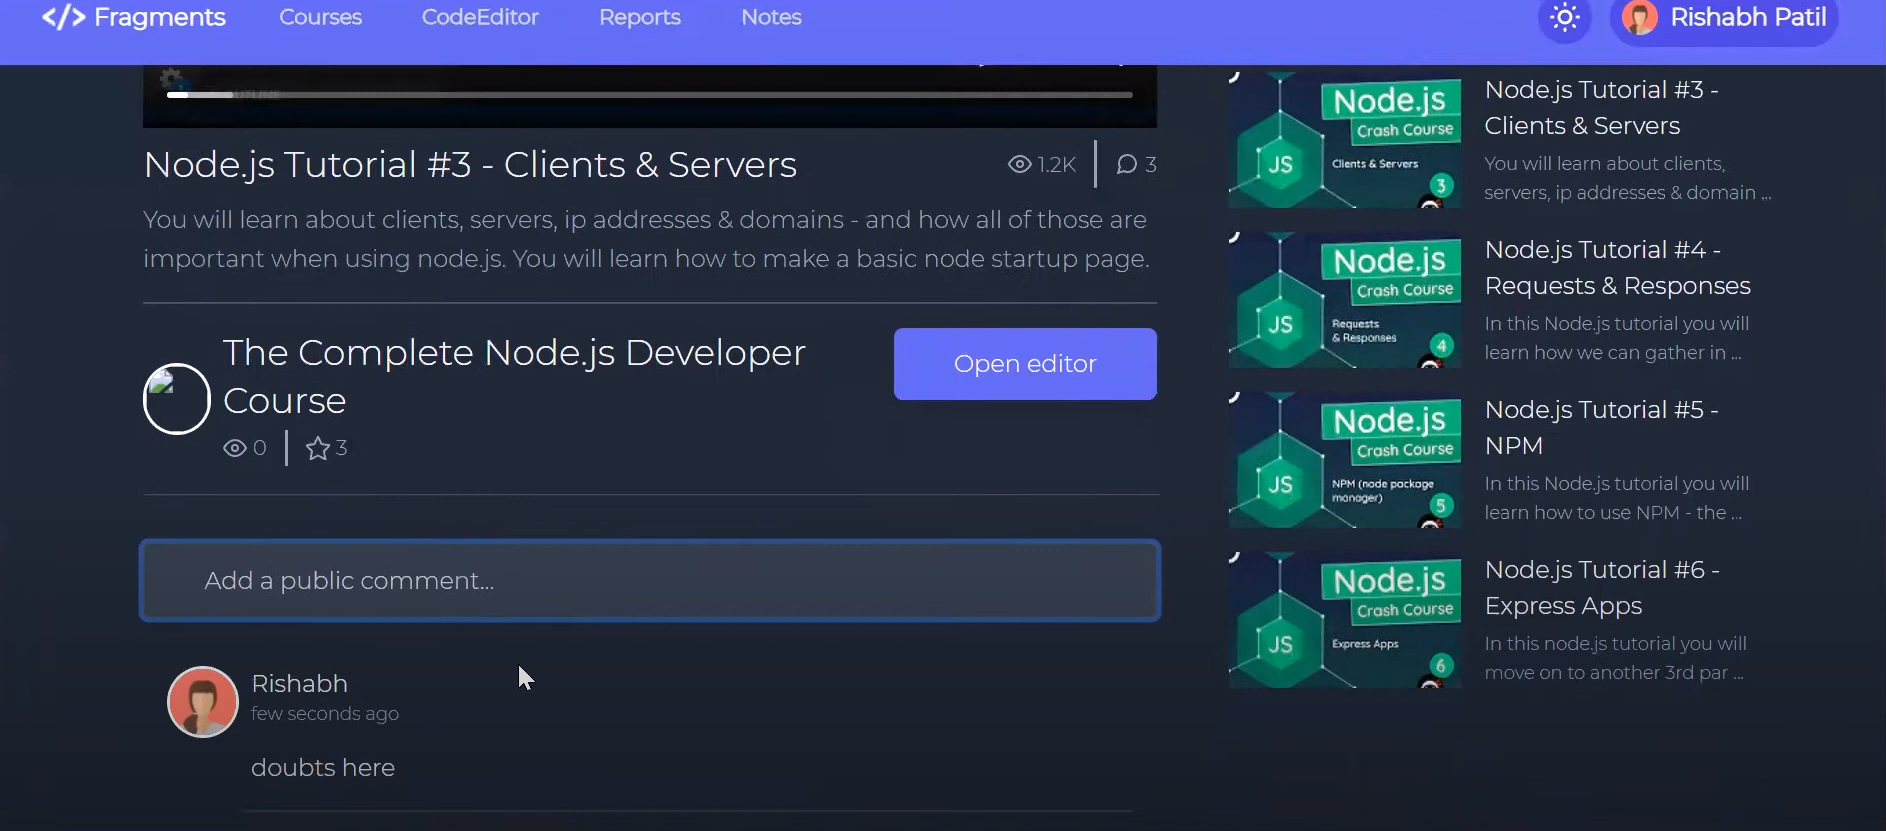 </> Fragments Courses CodeEditor Reports Notes Rishabh Patil
Node.js Tutorial #3 - Clients & Servers
1.2K 3
You will learn about clients, servers, ip addresses & domains - and how all of those are
important when using node.js. You will learn how to make a basic node startup page.
The Complete Node.js Developer
Course
0 3
Open editor
Add a public comment...
Rishabh
few seconds ago
doubts here
Node.js
Crash Course
JS
Clients & Servers
3
Node.js Tutorial #3 -
Clients & Servers
You will learn about clients,
servers, ip addresses & domain ...
Node.js
Crash Course
JS
Requests
& Responses
4
Node.js Tutorial #4 -
Requests & Responses
In this Node.js tutorial you will
learn how we can gather in ...
Node.js
Crash Course
JS
NPM (node package
manager)
5
Node.js Tutorial #5 -
NPM
In this Node.js tutorial you will
learn how to use NPM - the ...
Node.js
Crash Course
JS
Express Apps
6
Node.js Tutorial #6 -
Express Apps
In this node.js tutorial you will
move on to another 3rd par ...